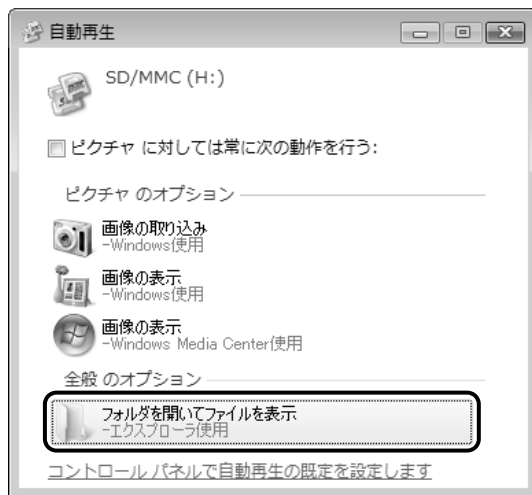 自動再生
SD/MMC (H:)
ピクチャ に対しては常に次の動作を行う:
ピクチャ のオプション
画像の取り込み
-Windows使用
画像の表示
-Windows使用
画像の表示
-Windows Media Center使用
全般 のオプション
フォルダを開いてファイルを表示
-エクスプローラ使用
コントロール パネルで自動再生の既定を設定します